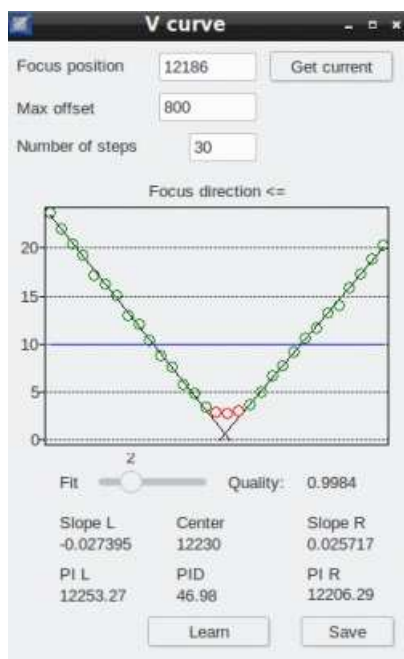 V curve
Focus position 12186 Get current
Max offset 800
Number of steps 30
Focus direction <=
20
15
10
5
0
2
Fit Quality: 0.9984
Slope L Center Slope R
-0.027395 12230 0.025717
PI L PID PI R
12253.27 46.98 12206.29
Learn Save